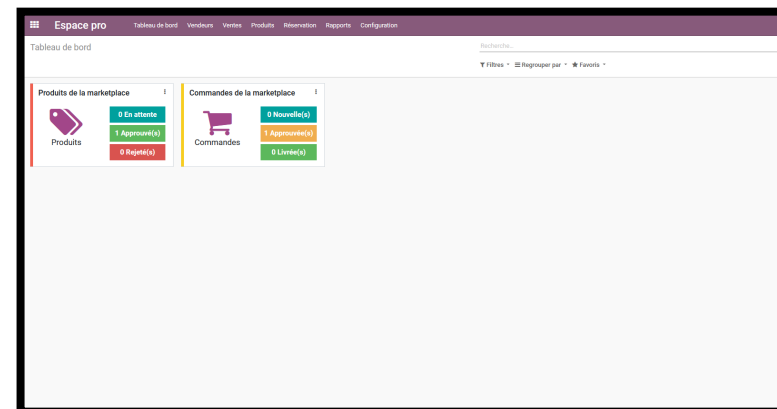 Espace pro Tableau de bord Vendeurs Ventes Produits Réservation Rapports Configuration
Tableau de bord
Recherche...
Filtres Regrouper par Favoris
Produits de la marketplace
Produits
0 En attente
1 Approuvé(s)
0 Rejeté(s)
Commandes de la marketplace
Commandes
0 Nouvelle(s)
1 Approuvée(s)
0 Livrée(s)